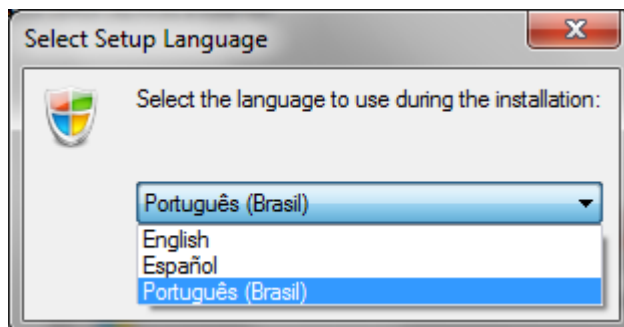 Select Setup Language
Select the language to use during the installation:
Português (Brasil)
English
Español
Português (Brasil)